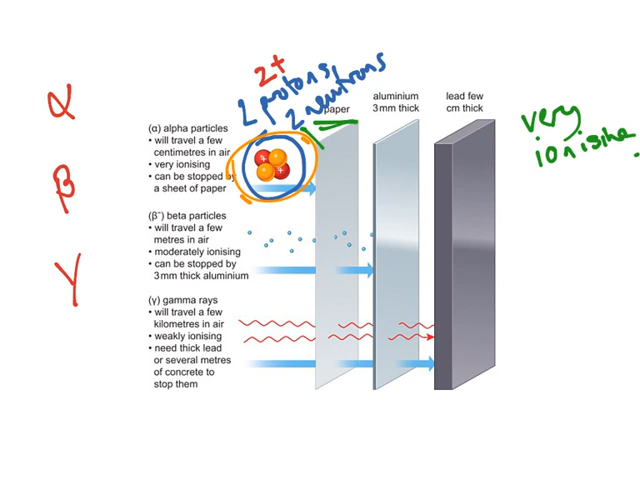 α
β
γ
2+
2 protons
2 neutrons
paper
aluminium
3mm thick
lead few
cm thick
very
ionising
(α) alpha particles
• will travel a few
centimetres in air
• very ionising
• can be stopped by
a sheet of paper
(β⁻) beta particles
• will travel a few
metres in air
• moderately ionising
• can be stopped by
3mm thick aluminium
(γ) gamma rays
• will travel a few
kilometres in air
• weakly ionising
• need thick lead
or several metres
of concrete to
stop them